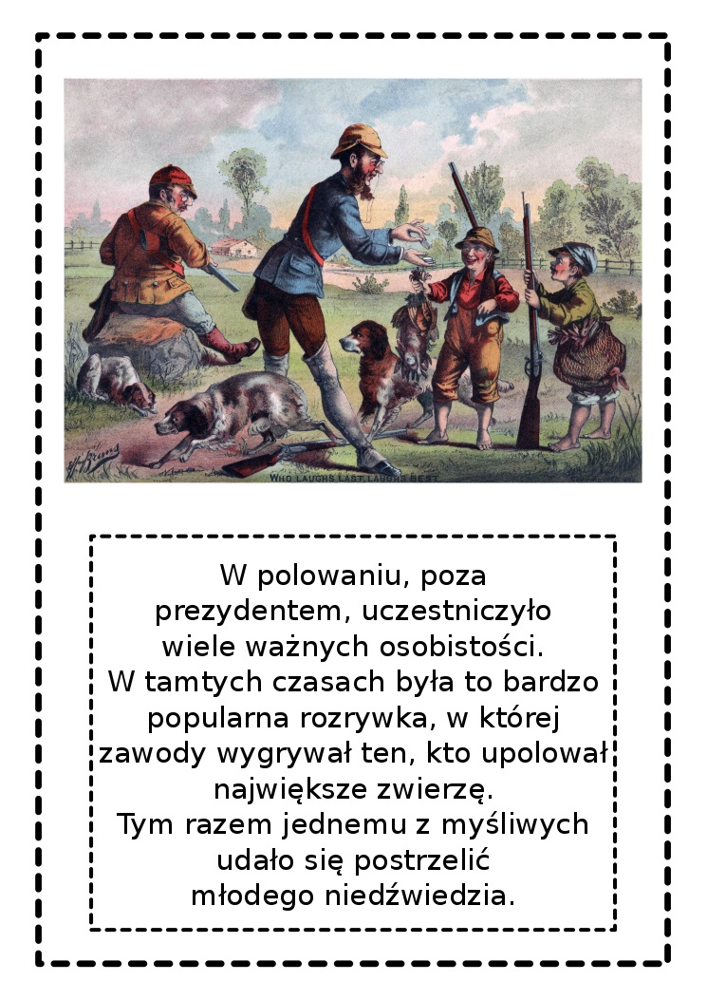 H. Bruns
WHO LAUGHS LAST, LAUGHS BEST
W polowaniu, poza
prezydentem, uczestniczyło
wiele ważnych osobistości.
W tamtych czasach była to bardzo
popularna rozrywka, w której
zawody wygrywał ten, kto upolował
największe zwierzę.
Tym razem jednemu z myśliwych
udało się postrzelić
młodego niedźwiedzia.